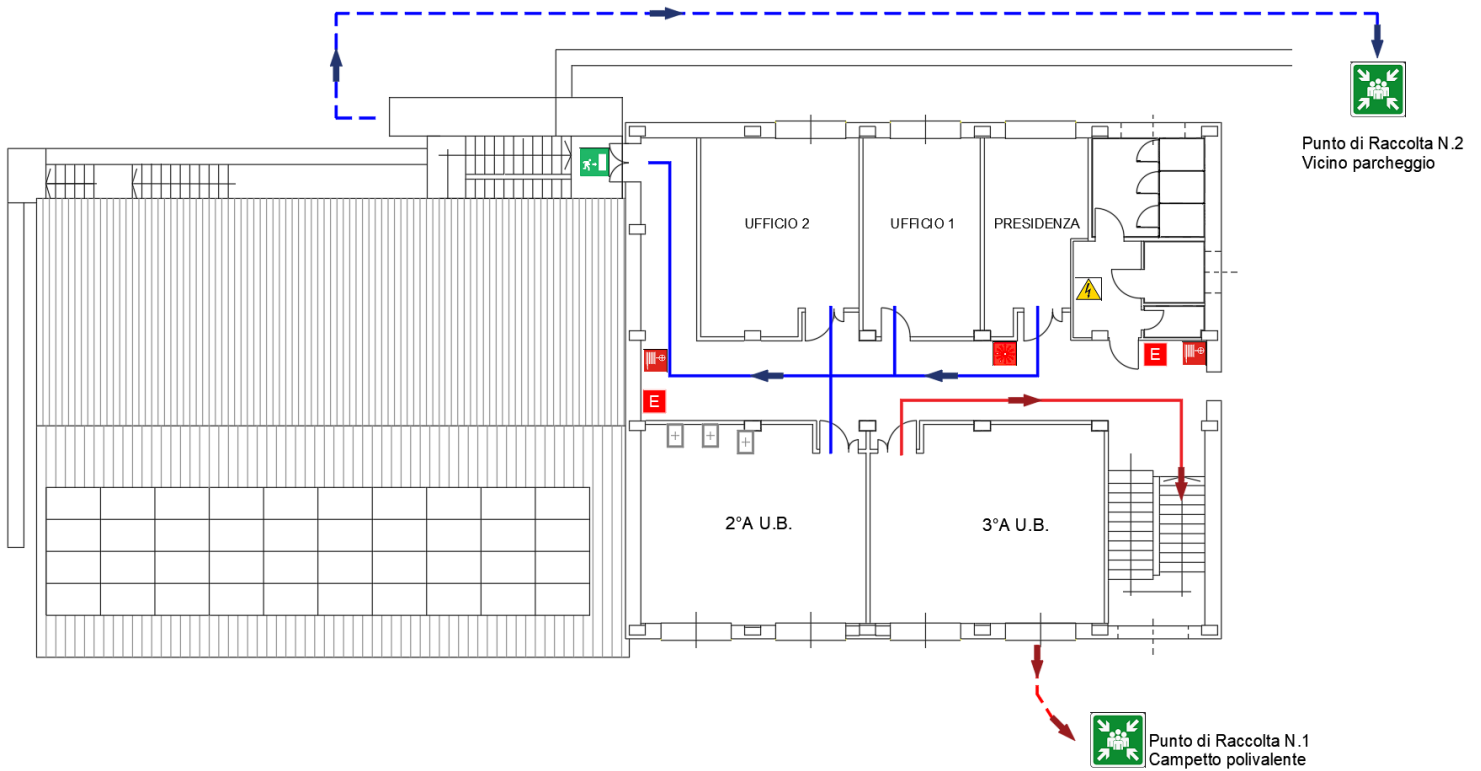 Punto di Raccolta N.2
Vicino parcheggio
UFFICIO 2
UFFICIO 1
PRESIDENZA
E
E
2°A U.B.
3°A U.B.
Punto di Raccolta N.1
Campetto polivalente